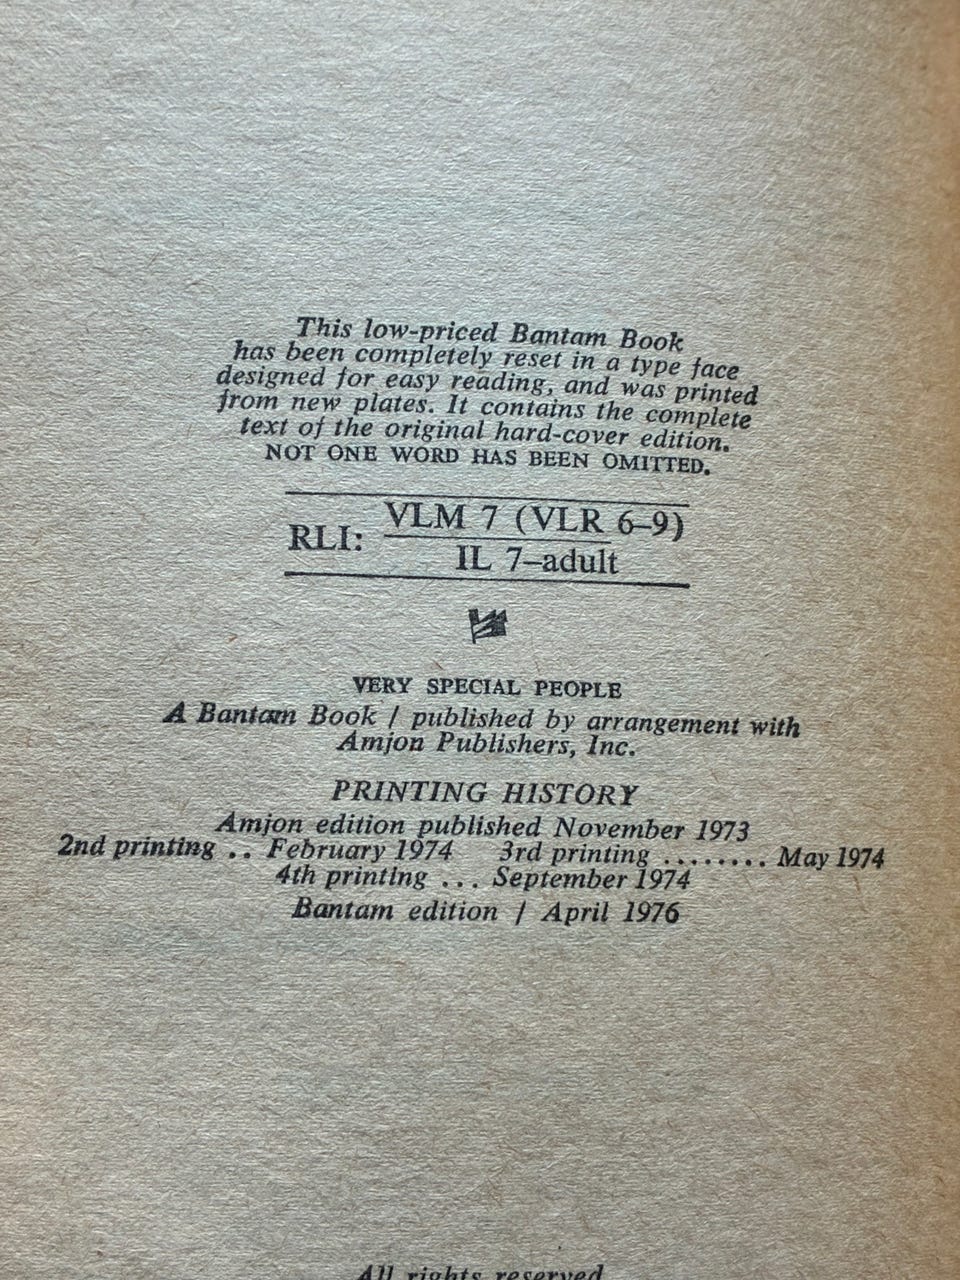 This low-priced Bantam Book
has been completely reset in a type face
designed for easy reading, and was printed
from new plates. It contains the complete
text of the original hard-cover edition.
NOT ONE WORD HAS BEEN OMITTED.
RLI: VLM 7 (VLR 6–9)
IL 7–adult
VERY SPECIAL PEOPLE
A Bantam Book / published by arrangement with
Amjon Publishers, Inc.
PRINTING HISTORY
Amjon edition published November 1973
2nd printing .. February 1974 3rd printing ........ May 1974
4th printing ... September 1974
Bantam edition / April 1976
All rights reserved